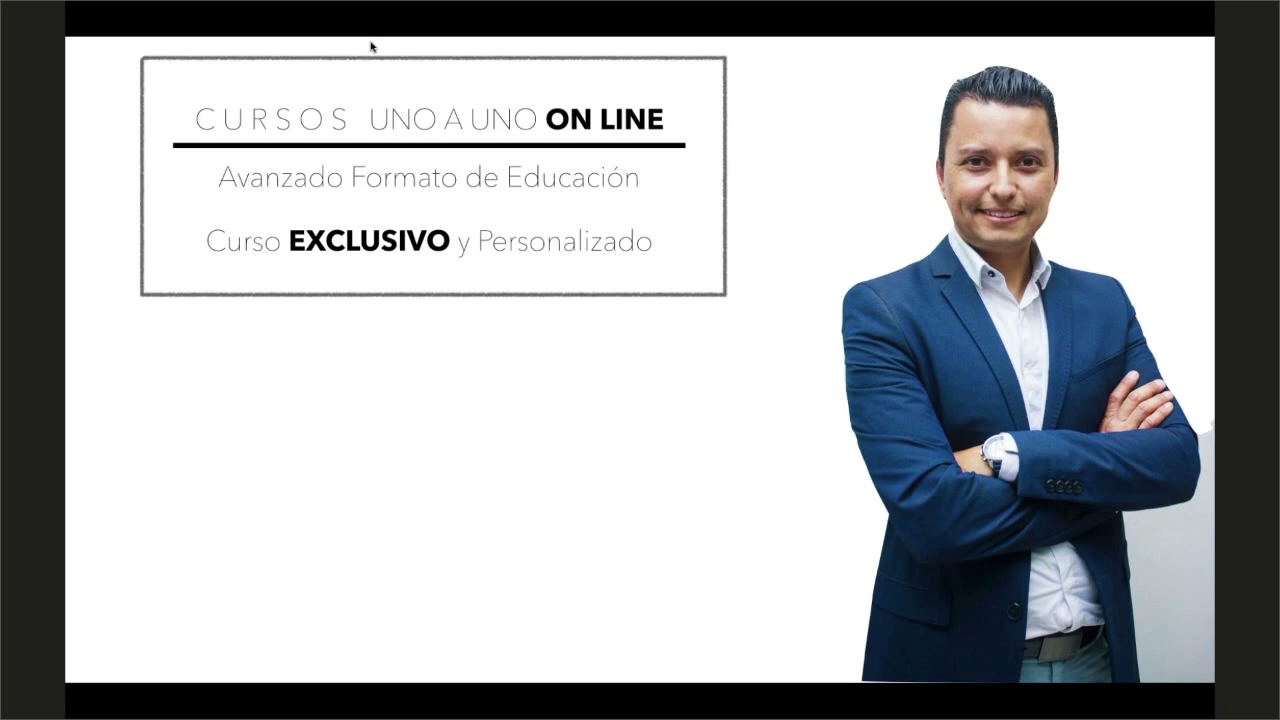 CURSOS UNO A UNO ON LINE
Avanzado Formato de Educación
Curso EXCLUSIVO y Personalizado